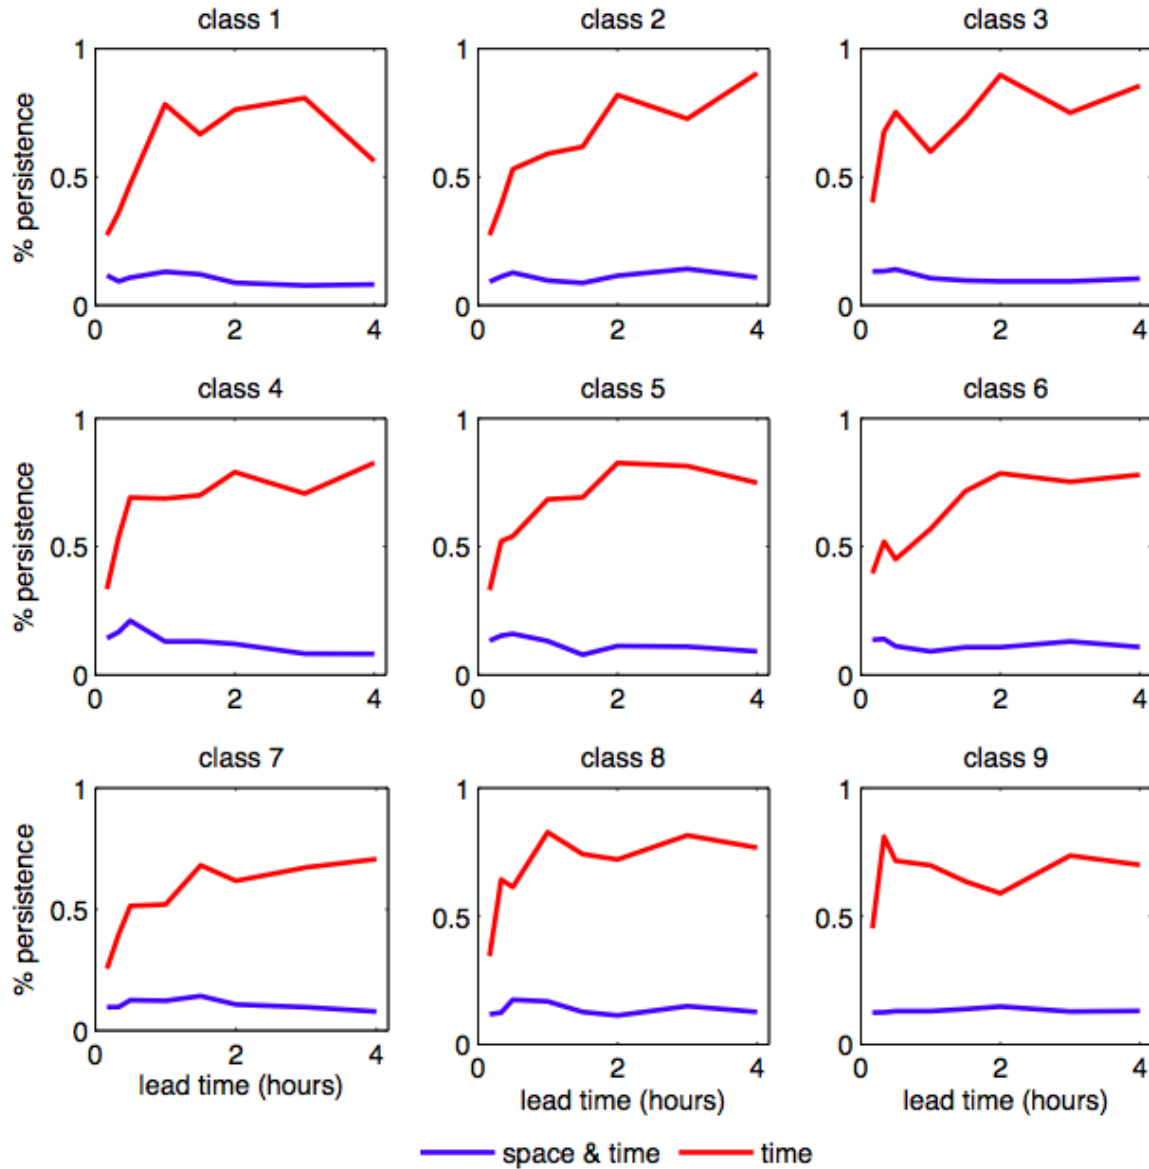 class 1 class 2 class 3
1 1 1
% persistence
0.5 0.5 0.5
0 0 0
0 2 4 0 2 4 0 2 4
class 4 class 5 class 6
1 1 1
% persistence
0.5 0.5 0.5
0 0 0
0 2 4 0 2 4 0 2 4
class 7 class 8 class 9
1 1 1
% persistence
0.5 0.5 0.5
0 0 0
0 2 4 0 2 4 0 2 4
lead time (hours) lead time (hours) lead time (hours)
space & time time